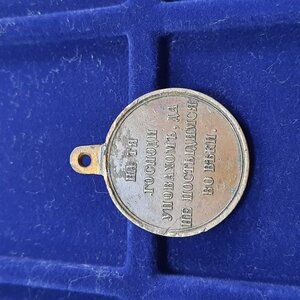 НА ТЯ
ГОСПОДИ
УПОВАХОМЪ, ДА
НЕ ПОСТЫДИМСЯ
ВО ВѢКИ.